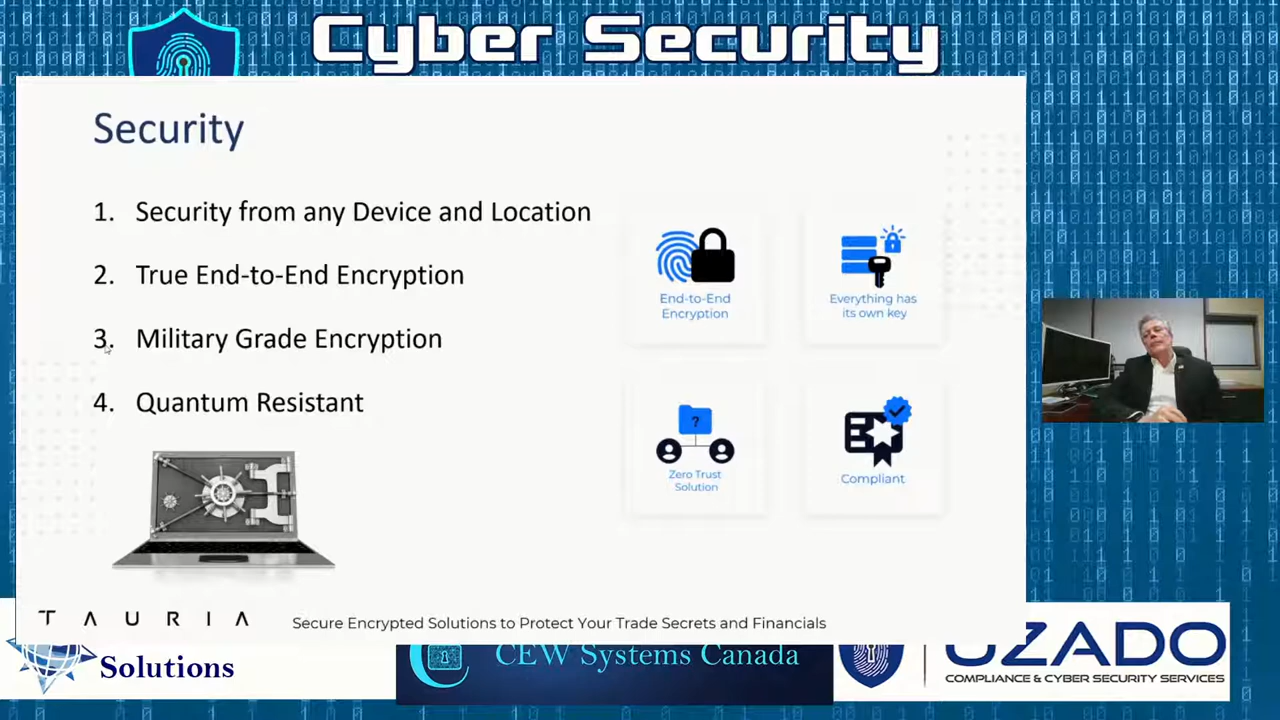 Cyber Security
Security
1. Security from any Device and Location
2. True End-to-End Encryption
3. Military Grade Encryption
4. Quantum Resistant
End-to-End
Encryption
Everything has
its own key
?
Zero Trust
Solution
Compliant
TAURIA
Secure Encrypted Solutions to Protect Your Trade Secrets and Financials
Solutions
CEW Systems Canada
UZADO
COMPLIANCE & CYBER SECURITY SERVICES